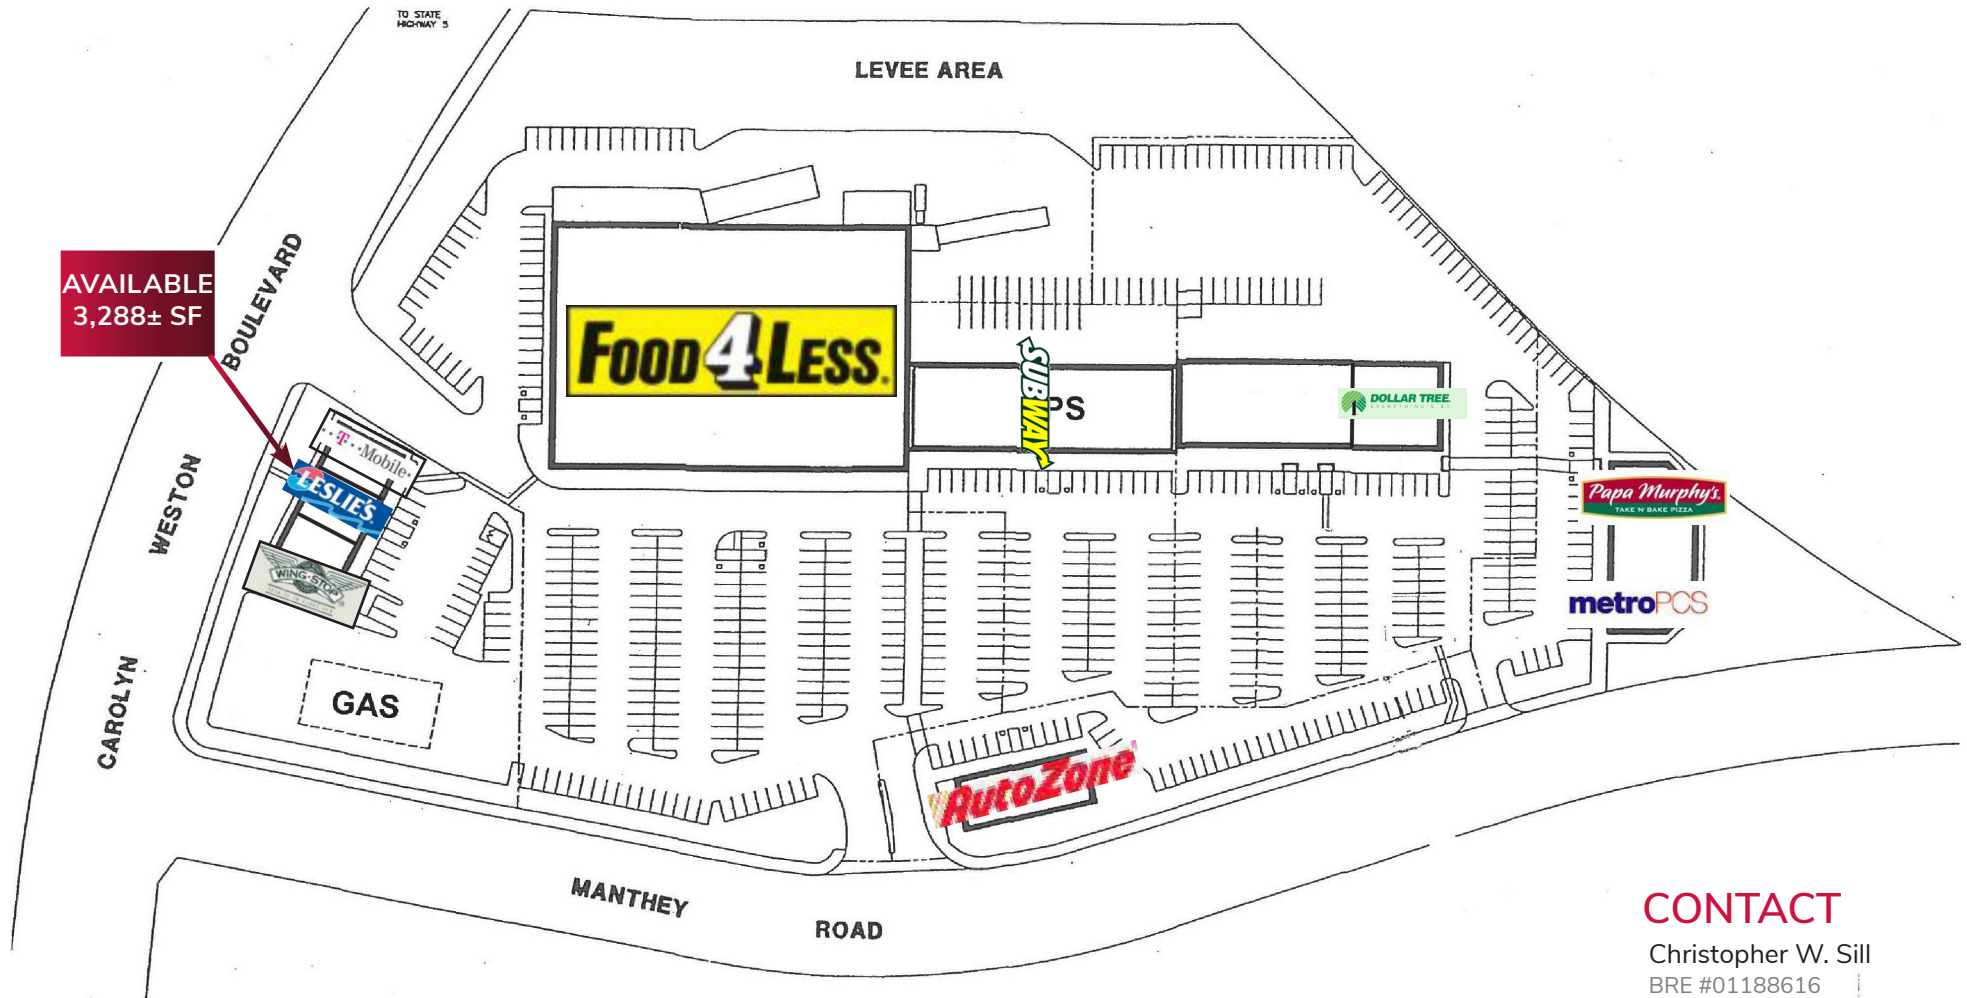 TO STATE
HIGHWAY 5
LEVEE AREA
AVAILABLE
3,288± SF
BOULEVARD
WESTON
CAROLYN
FOOD 4 LESS.
SUBWAY
PS
DOLLAR TREE
T··Mobile·
LESLIE'S
WING·STOP
GAS
Papa Murphy's.
TAKE 'N' BAKE PIZZA
metroPCS
AutoZone
MANTHEY
ROAD
CONTACT
Christopher W. Sill
BRE #01188616